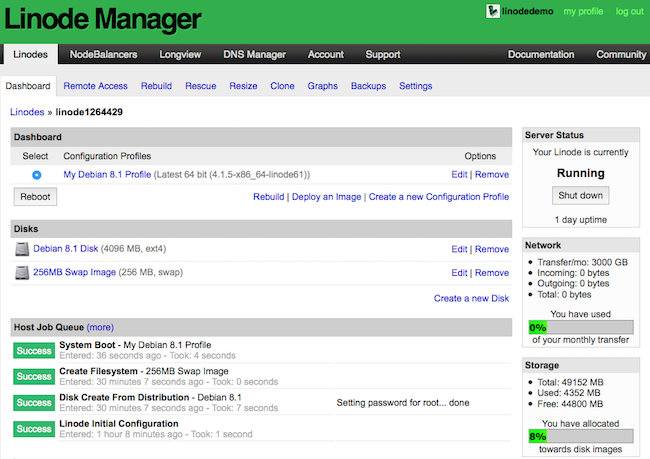 Linode Manager
linodedemo my profile log out
Linodes NodeBalancers Longview DNS Manager Account Support Documentation Community
Dashboard Remote Access Rebuild Rescue Resize Clone Graphs Backups Settings
Linodes » linode1264429
Dashboard
Select Configuration Profiles Options
My Debian 8.1 Profile (Latest 64 bit (4.1.5-x86_64-linode61)) Edit | Remove
Reboot Rebuild | Deploy an Image | Create a new Configuration Profile
Disks
Debian 8.1 Disk (4096 MB, ext4) Edit | Remove
256MB Swap Image (256 MB, swap) Edit | Remove
Create a new Disk
Host Job Queue (more)
Success System Boot - My Debian 8.1 Profile
Entered: 36 seconds ago - Took: 4 seconds
Success Create Filesystem - 256MB Swap Image
Entered: 30 minutes 7 seconds ago - Took: 0 seconds
Success Disk Create From Distribution - Debian 8.1 Setting password for root... done
Entered: 30 minutes 7 seconds ago - Took: 7 seconds
Success Linode Initial Configuration
Entered: 1 hour 8 minutes ago - Took: 1 second
Server Status
Your Linode is currently
Running
Shut down
1 day uptime
Network
Transfer/mo: 3000 GB
Incoming: 0 bytes
Outgoing: 0 bytes
Total: 0 bytes
You have used
0%
of your monthly transfer
Storage
Total: 49152 MB
Used: 4352 MB
Free: 44800 MB
You have allocated
8%
towards disk images